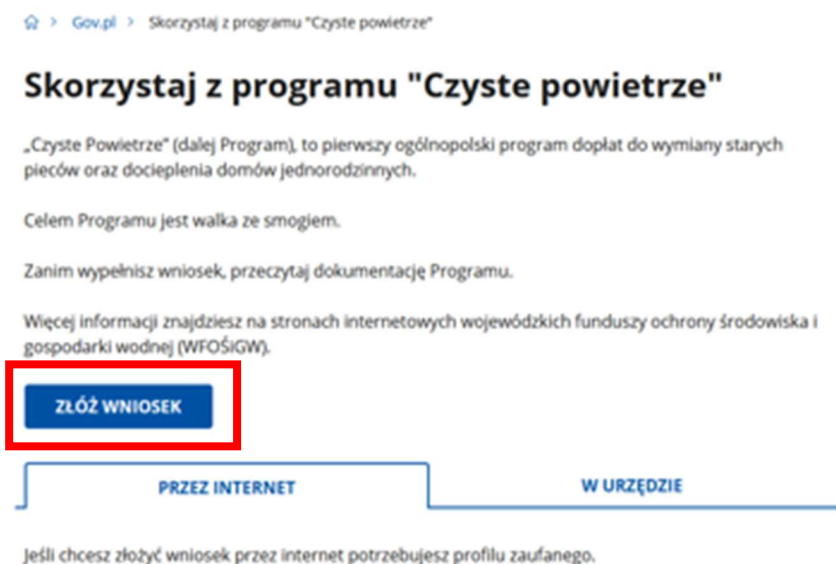 Gov.pl > Skorzystaj z programu "Czyste powietrze"
Skorzystaj z programu "Czyste powietrze"
„Czyste Powietrze” (dalej Program), to pierwszy ogólnopolski program dopłat do wymiany starych
pieców oraz docieplenia domów jednorodzinnych.
Celem Programu jest walka ze smogiem.
Zanim wypełnisz wniosek, przeczytaj dokumentację Programu.
Więcej informacji znajdziesz na stronach internetowych wojewódzkich funduszy ochrony środowiska i
gospodarki wodnej (WFOŚiGW).
ZŁÓŻ WNIOSEK
PRZEZ INTERNET W URZĘDZIE
Jeśli chcesz złożyć wniosek przez internet potrzebujesz profilu zaufanego.